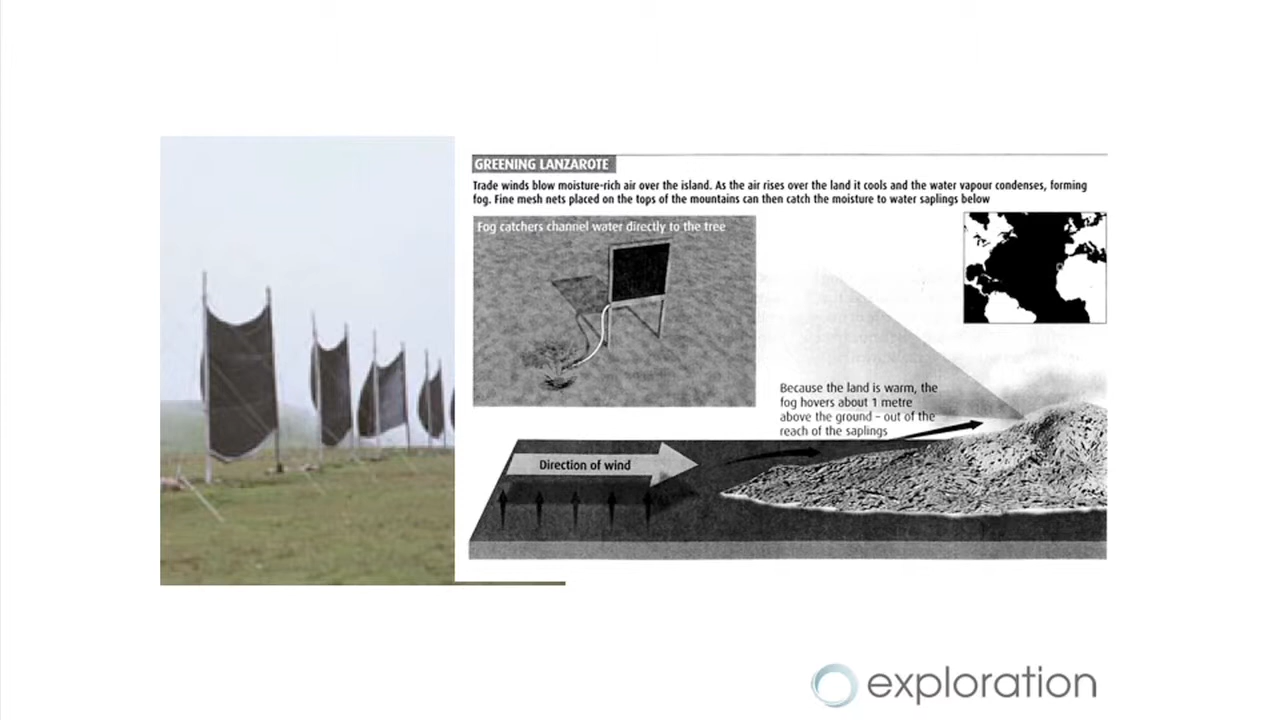 GREENING LANZAROTE
Trade winds blow moisture-rich air over the island. As the air rises over the land it cools and the water vapour condenses, forming
fog. Fine mesh nets placed on the tops of the mountains can then catch the moisture to water saplings below
Fog catchers channel water directly to the tree
Because the land is warm, the
fog hovers about 1 metre
above the ground – out of the
reach of the saplings
Direction of wind
exploration